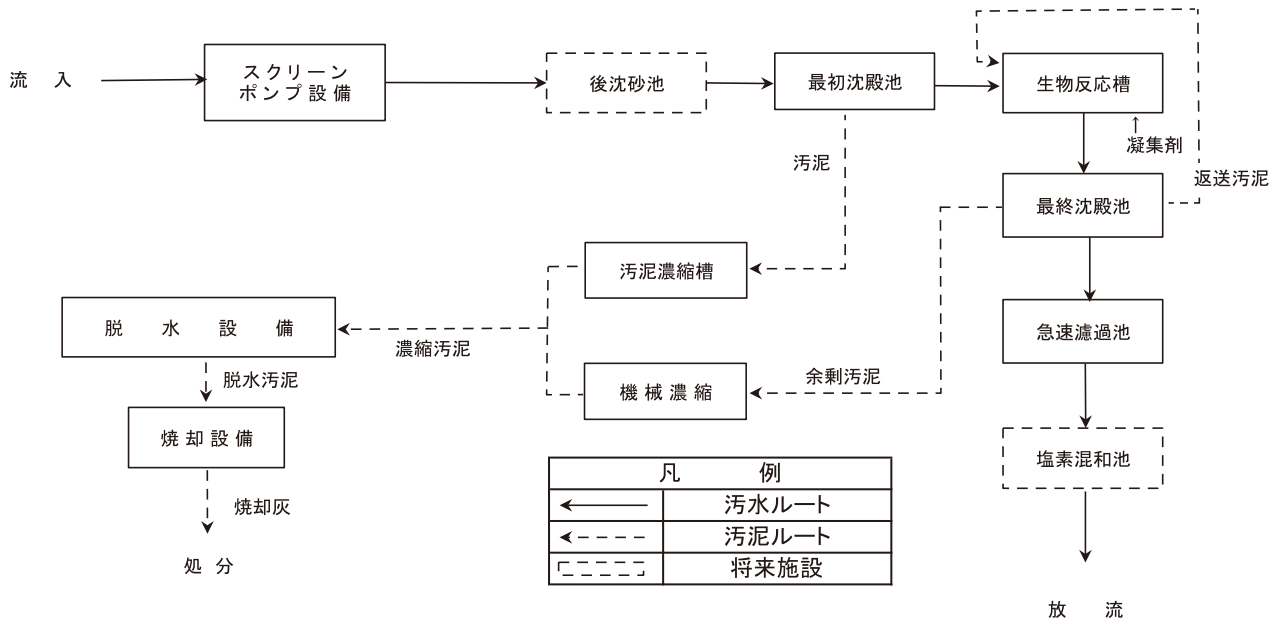 流 入
スクリーン
ポンプ設備
後沈砂池
最初沈殿池
生物反応槽
凝集剤
汚泥
返送汚泥
最終沈殿池
汚泥濃縮槽
脱 水 設 備
濃縮汚泥
急速濾過池
脱水汚泥
余剰汚泥
機械濃縮
焼却設備
塩素混和池
凡 例
汚水ルート
汚泥ルート
将来施設
焼却灰
処 分
放 流